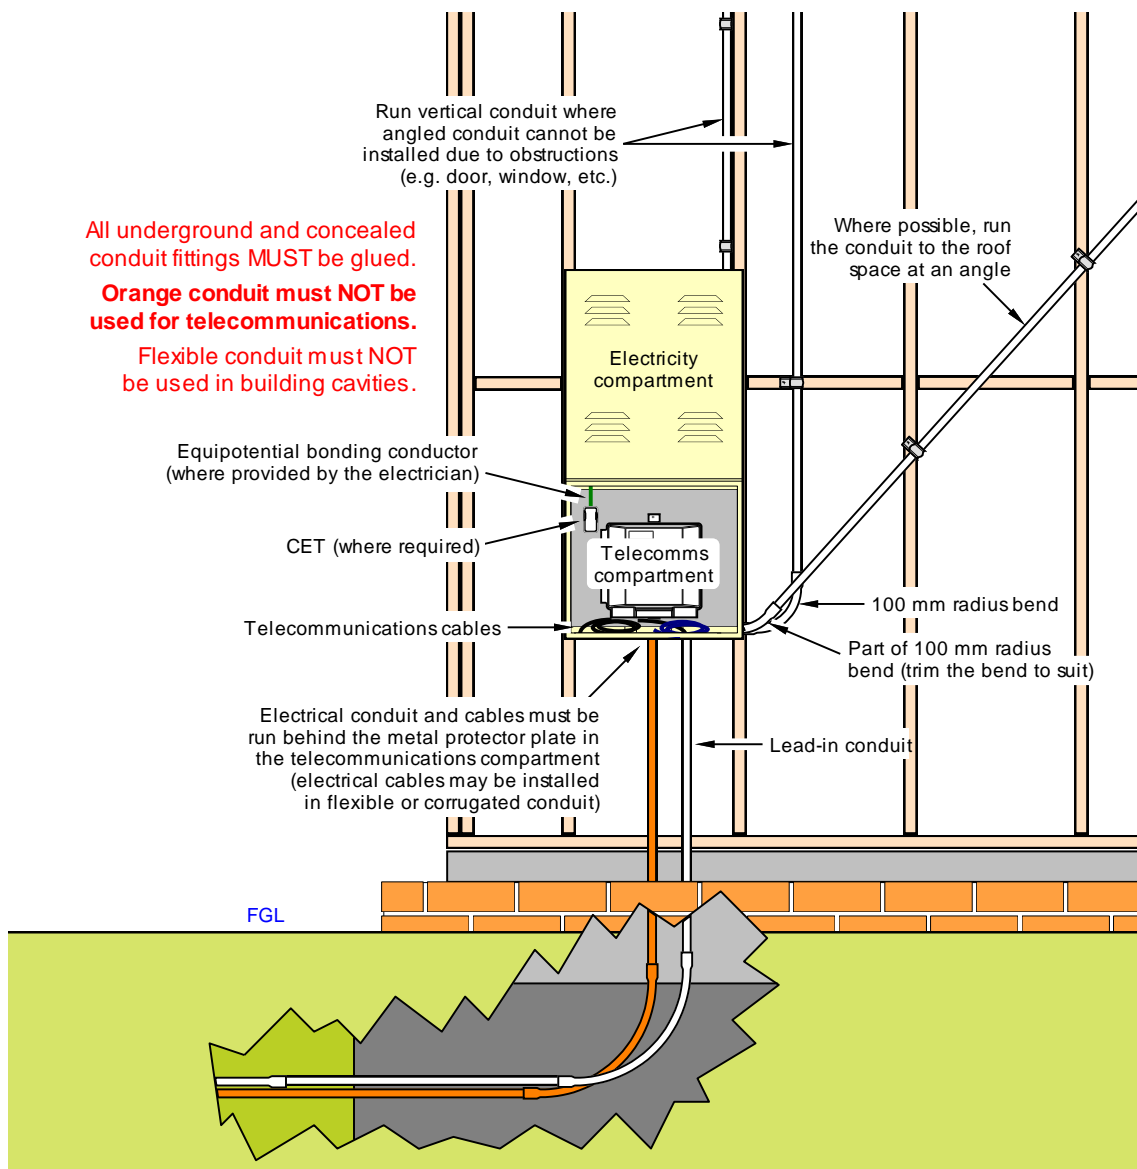 Run vertical conduit where
angled conduit cannot be
installed due to obstructions
(e.g. door, window, etc.)
Where possible, run
the conduit to the roof
space at an angle
All underground and concealed
conduit fittings MUST be glued.
Orange conduit must NOT be
used for telecommunications.
Flexible conduit must NOT
be used in building cavities.
Electricity
compartment
Equipotential bonding conductor
(where provided by the electrician)
CET (where required)
Telecomms
compartment
Telecommunications cables
100 mm radius bend
Part of 100 mm radius
bend (trim the bend to suit)
Electrical conduit and cables must be
run behind the metal protector plate in
the telecommunications compartment
(electrical cables may be installed
in flexible or corrugated conduit)
Lead-in conduit
FGL